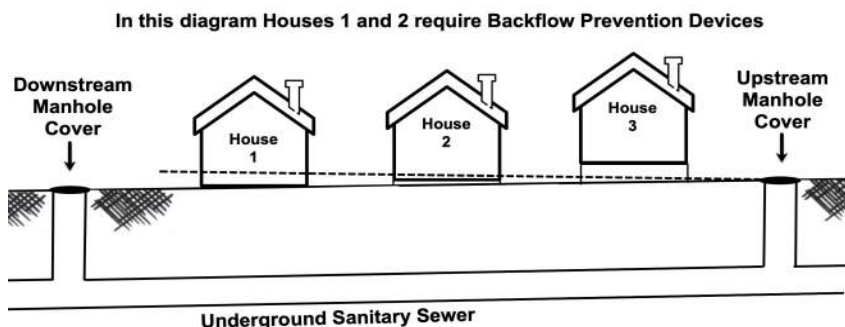 In this diagram Houses 1 and 2 require Backflow Prevention Devices
Downstream
Manhole
Cover
House
1
House
2
House
3
Upstream
Manhole
Cover
Underground Sanitary Sewer